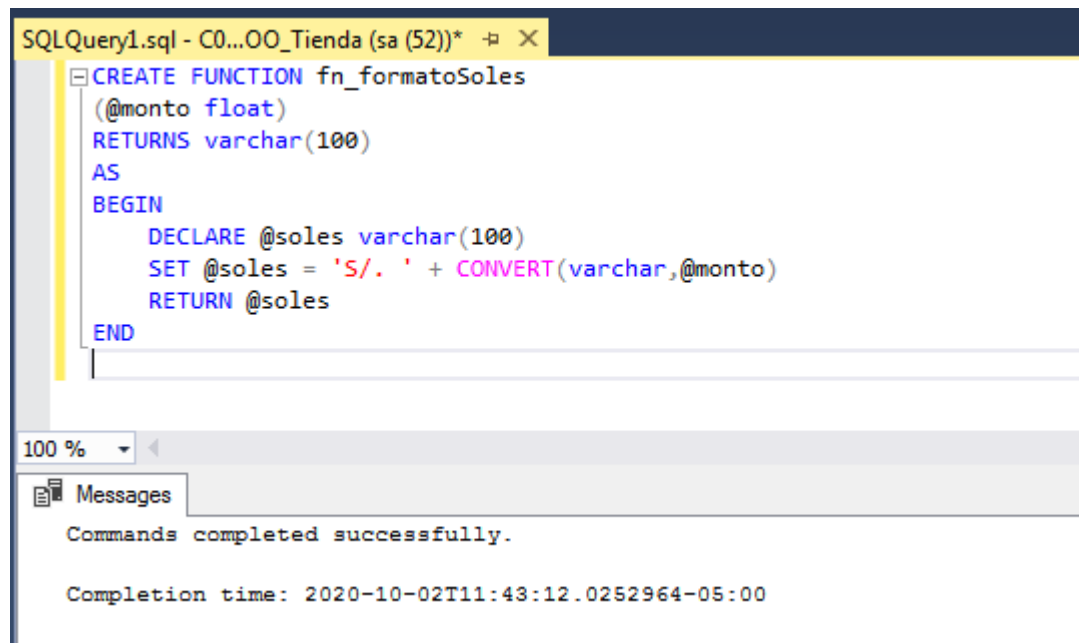 SQLQuery1.sql - C0...OO_Tienda (sa (52))*
CREATE FUNCTION fn_formatoSoles
(@monto float)
RETURNS varchar(100)
AS
BEGIN
DECLARE @soles varchar(100)
SET @soles = 'S/. ' + CONVERT(varchar,@monto)
RETURN @soles
END
100 %
Messages
Commands completed successfully.
Completion time: 2020-10-02T11:43:12.0252964-05:00